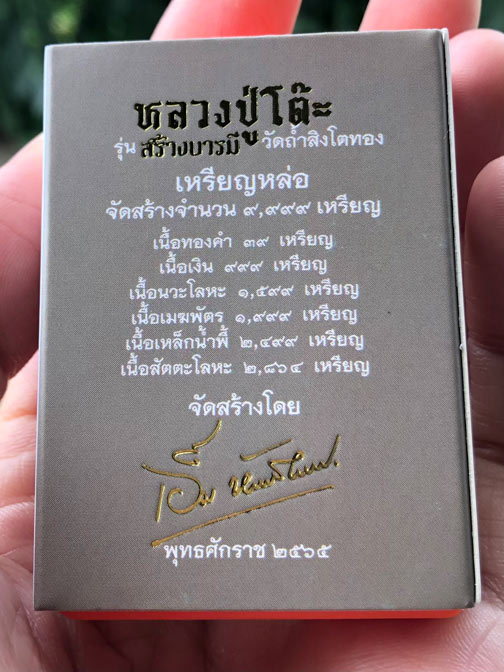 หลวงปู่โต๊ะ
รุ่น สร้างบารมี วัดถ้ำสิงโตทอง
เหรียญหล่อ
จัดสร้างจำนวน ๙,๙๙๙ เหรียญ
เนื้อทองคำ ๓๙ เหรียญ
เนื้อเงิน ๙๙๙ เหรียญ
เนื้อนวะโลหะ ๑,๕๙๙ เหรียญ
เนื้อเมฆพัตร ๑,๙๙๙ เหรียญ
เนื้อเหล็กน้ำพี้ ๒,๔๙๙ เหรียญ
เนื้อสัตตะโลหะ ๒,๘๖๔ เหรียญ
จัดสร้างโดย
พุทธศักราช ๒๕๖๕